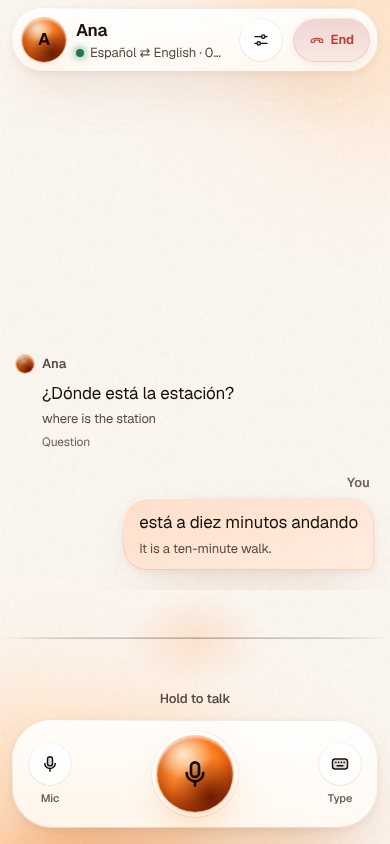 A
Ana
Español ⇄ English · 0...
End
Ana
¿Dónde está la estación?
where is the station
Question
You
está a diez minutos andando
It is a ten-minute walk.
Hold to talk
Mic
Type